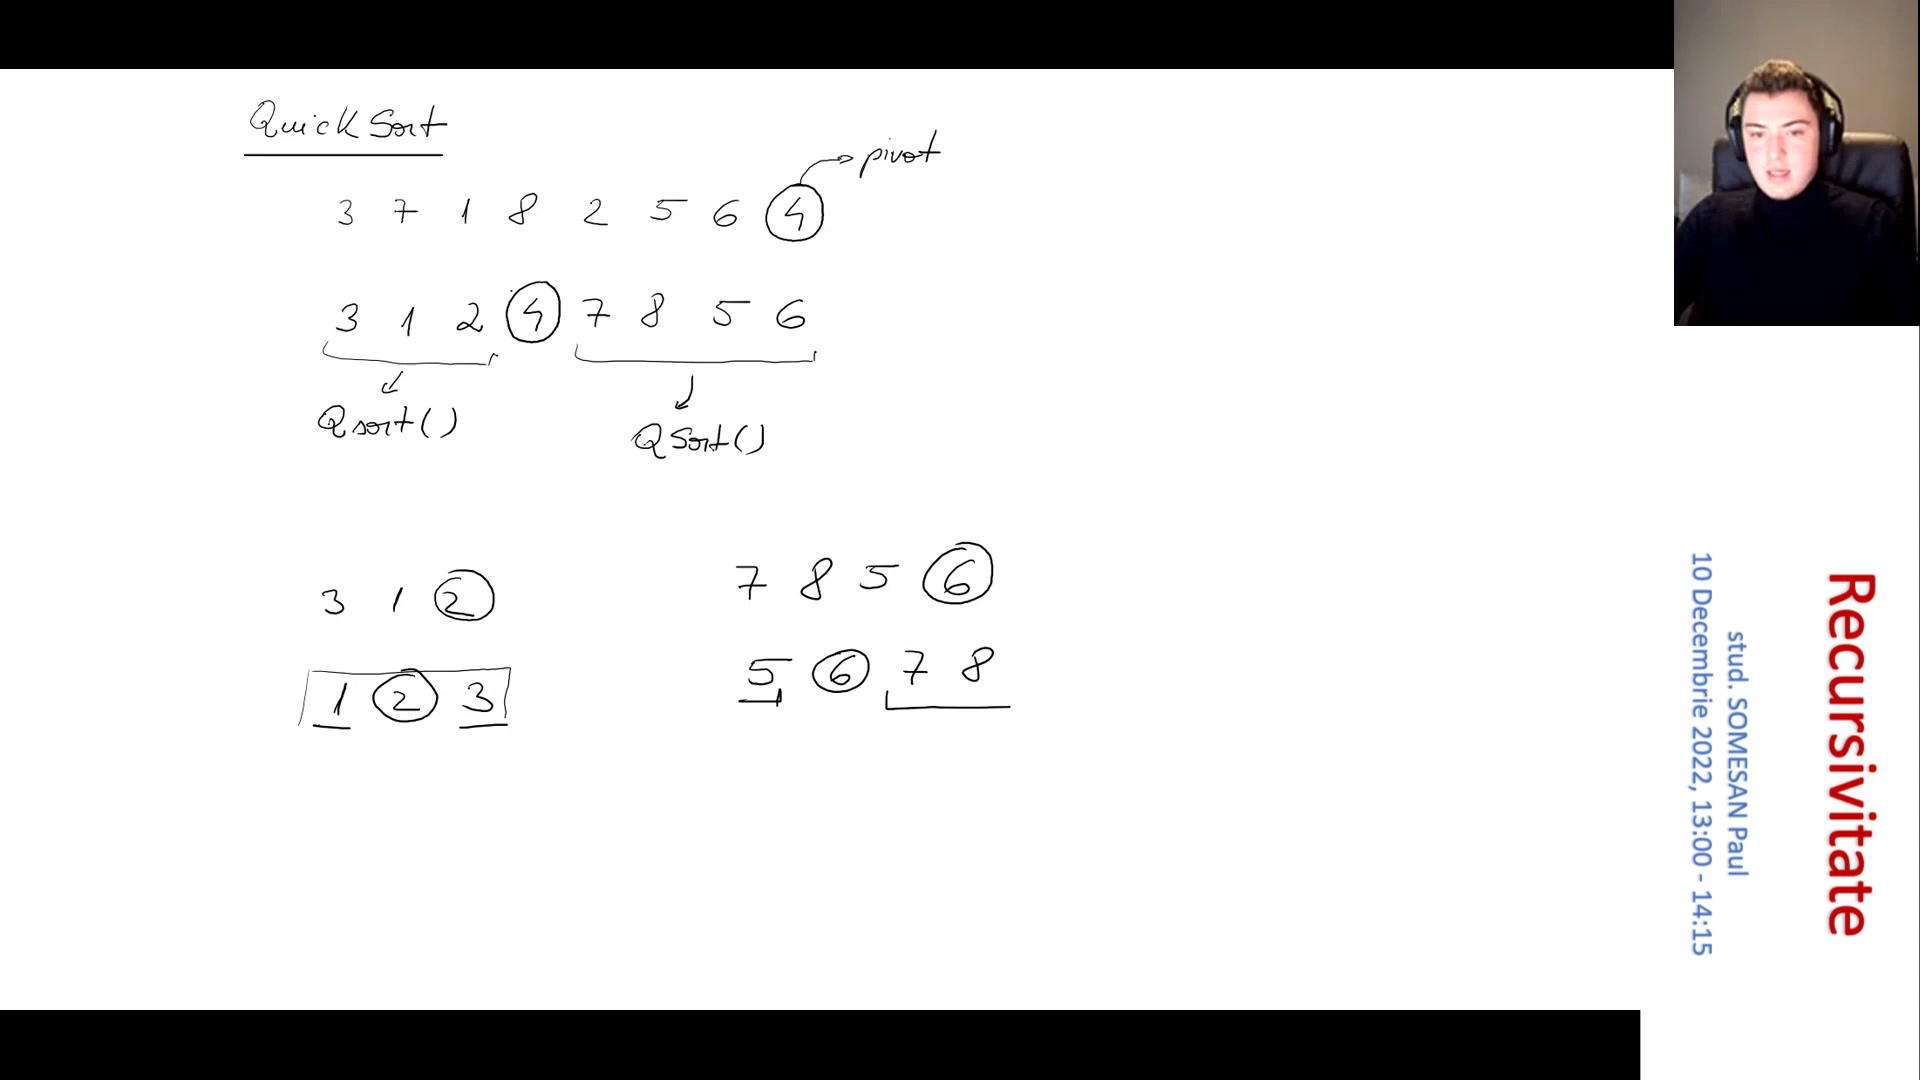 QuickSort
pivot
3 7 1 8 2 5 6 4
3 1 2 4 7 8 5 6
Qsort() QSort()
3 1 2
7 8 5 6
1 2 3
5 6 7 8
Recursivitate
stud. SOMESAN Paul
10 Decembrie 2022, 13:00 - 14:15